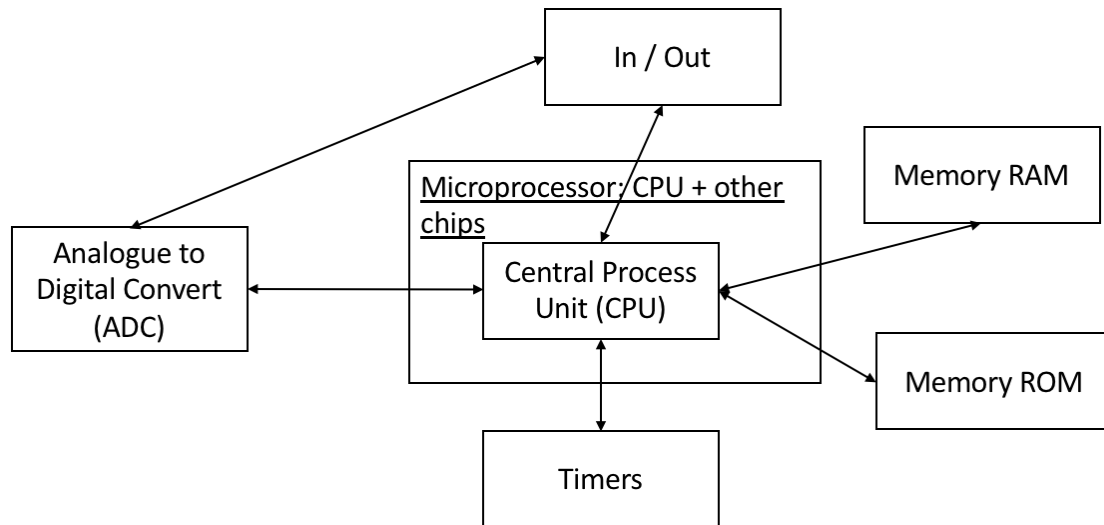 In / Out
Memory RAM
Microprocessor: CPU + other
chips
Analogue to
Digital Convert
(ADC)
Central Process
Unit (CPU)
Memory ROM
Timers